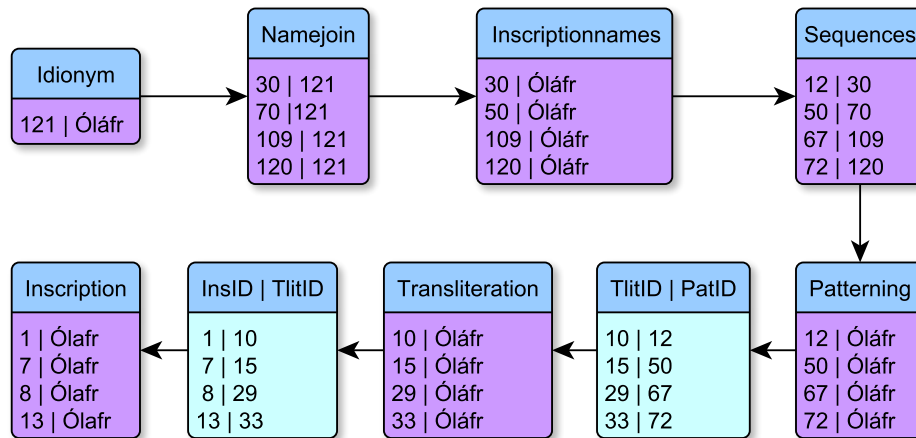 Idionym
121 | Óláfr
Namejoin
30 | 121
70 |121
109 | 121
120 | 121
Inscriptionnames
30 | Óláfr
50 | Óláfr
109 | Óláfr
120 | Óláfr
Sequences
12 | 30
50 | 70
67 | 109
72 | 120
Inscription
1 | Ólafr
7 | Ólafr
8 | Ólafr
13 | Ólafr
InsID | TlitID
1 | 10
7 | 15
8 | 29
13 | 33
Transliteration
10 | Óláfr
15 | Óláfr
29 | Óláfr
33 | Óláfr
TlitID | PatID
10 | 12
15 | 50
29 | 67
33 | 72
Patterning
12 | Óláfr
50 | Óláfr
67 | Óláfr
72 | Óláfr